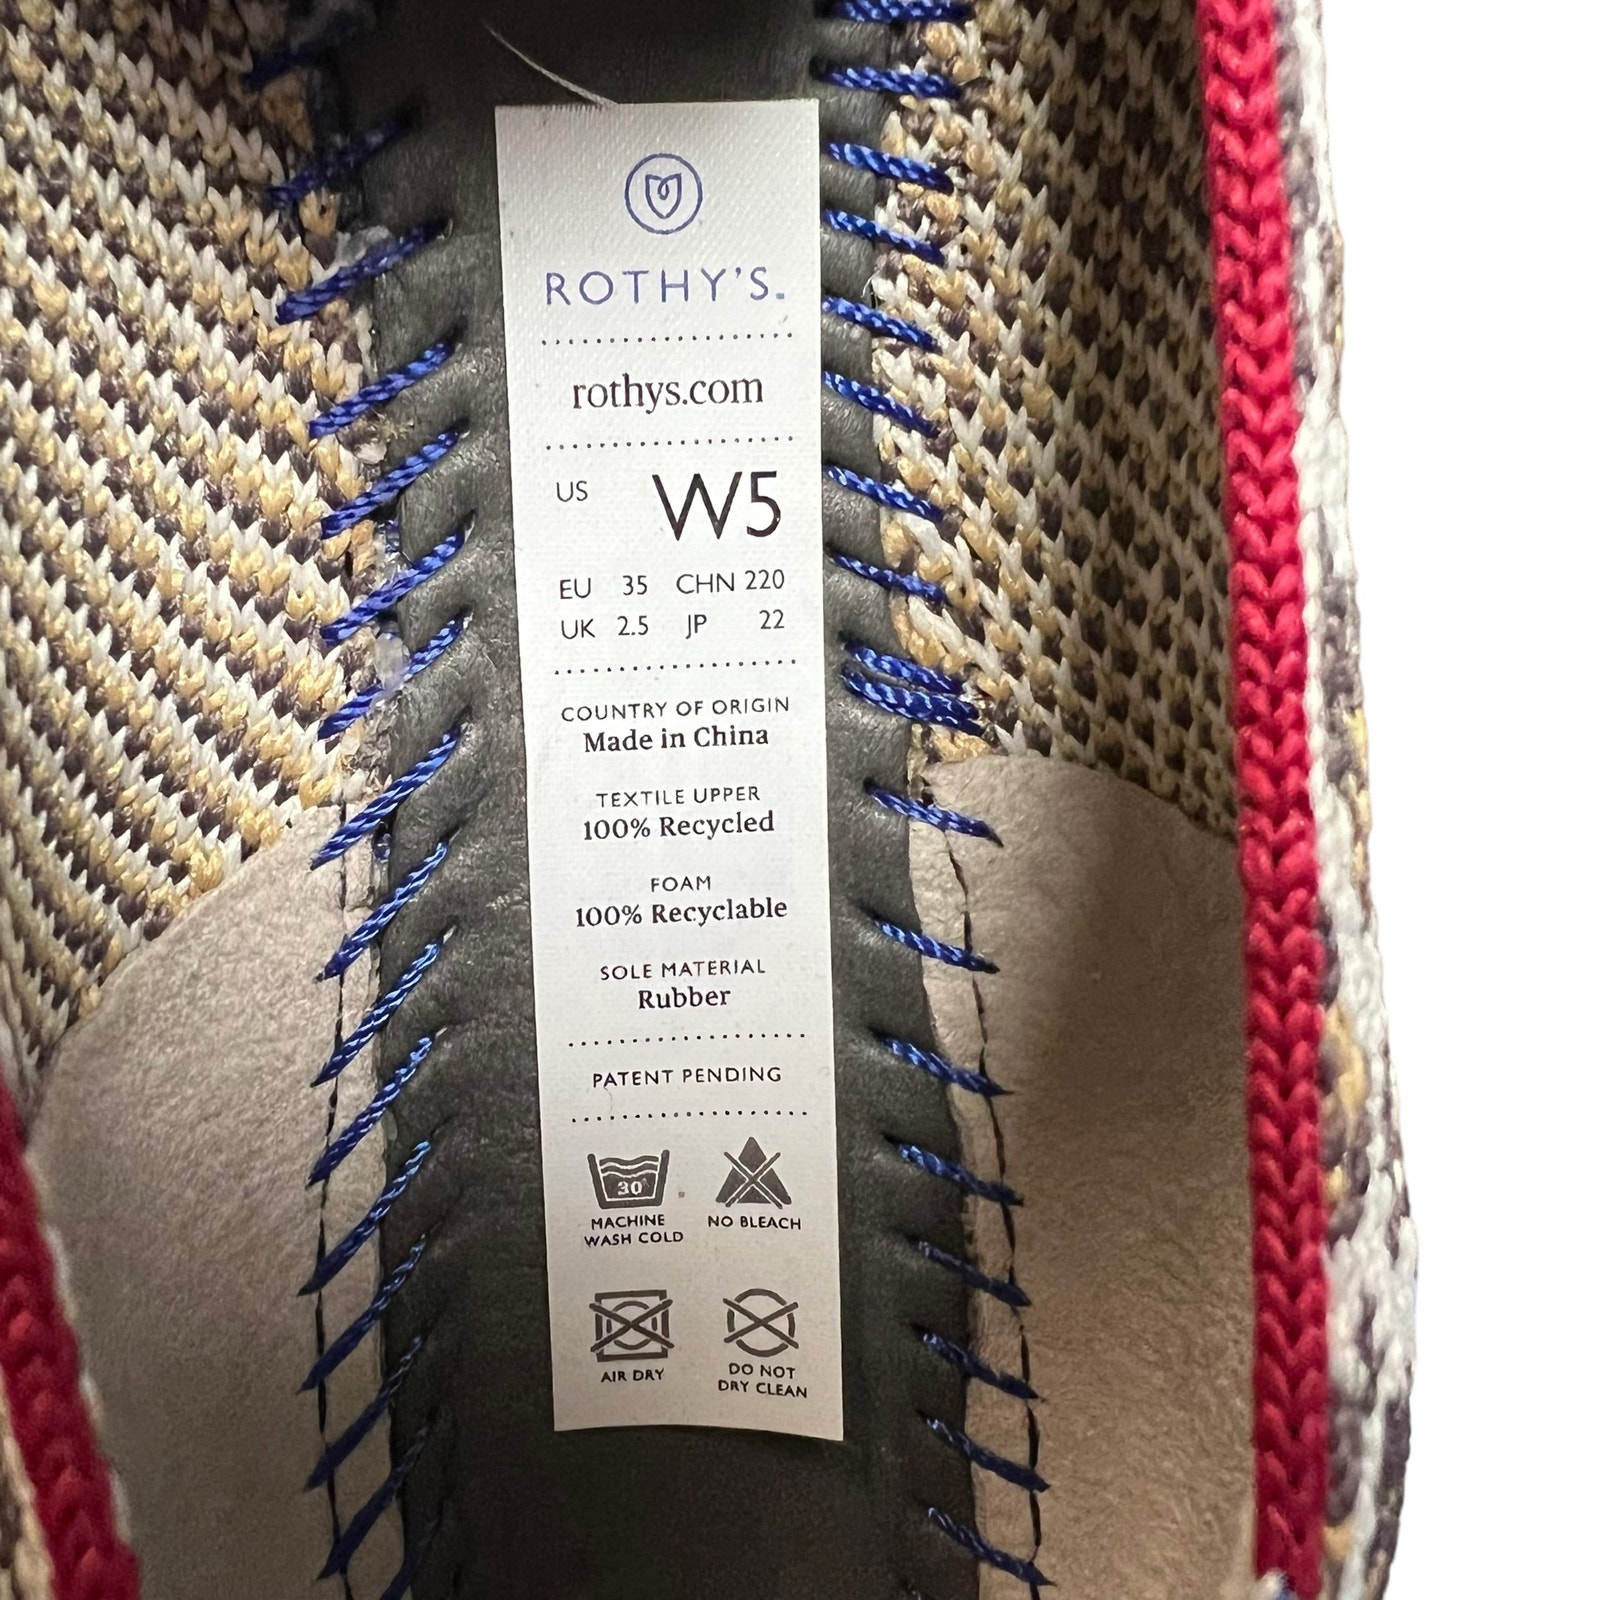 ROTHY'S.
rothys.com
US W5
EU 35 CHN 220
UK 2.5 JP 22
COUNTRY OF ORIGIN
Made in China
TEXTILE UPPER
100% Recycled
FOAM
100% Recyclable
SOLE MATERIAL
Rubber
PATENT PENDING
30
MACHINE
WASH COLD
NO BLEACH
AIR DRY
DO NOT
DRY CLEAN